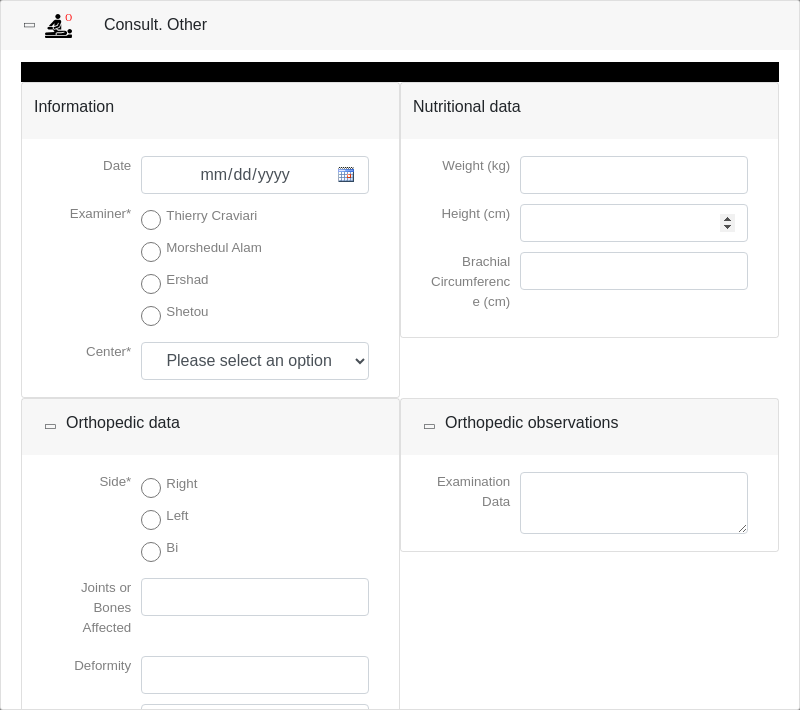 O
Consult. Other
Information
Date
mm/dd/yyyy
Examiner*
Thierry Craviari
Morshedul Alam
Ershad
Shetou
Center*
Please select an option
Nutritional data
Weight (kg)
Height (cm)
Brachial
Circumferenc
e (cm)
Orthopedic data
Side*
Right
Left
Bi
Joints or
Bones
Affected
Deformity
Orthopedic observations
Examination
Data